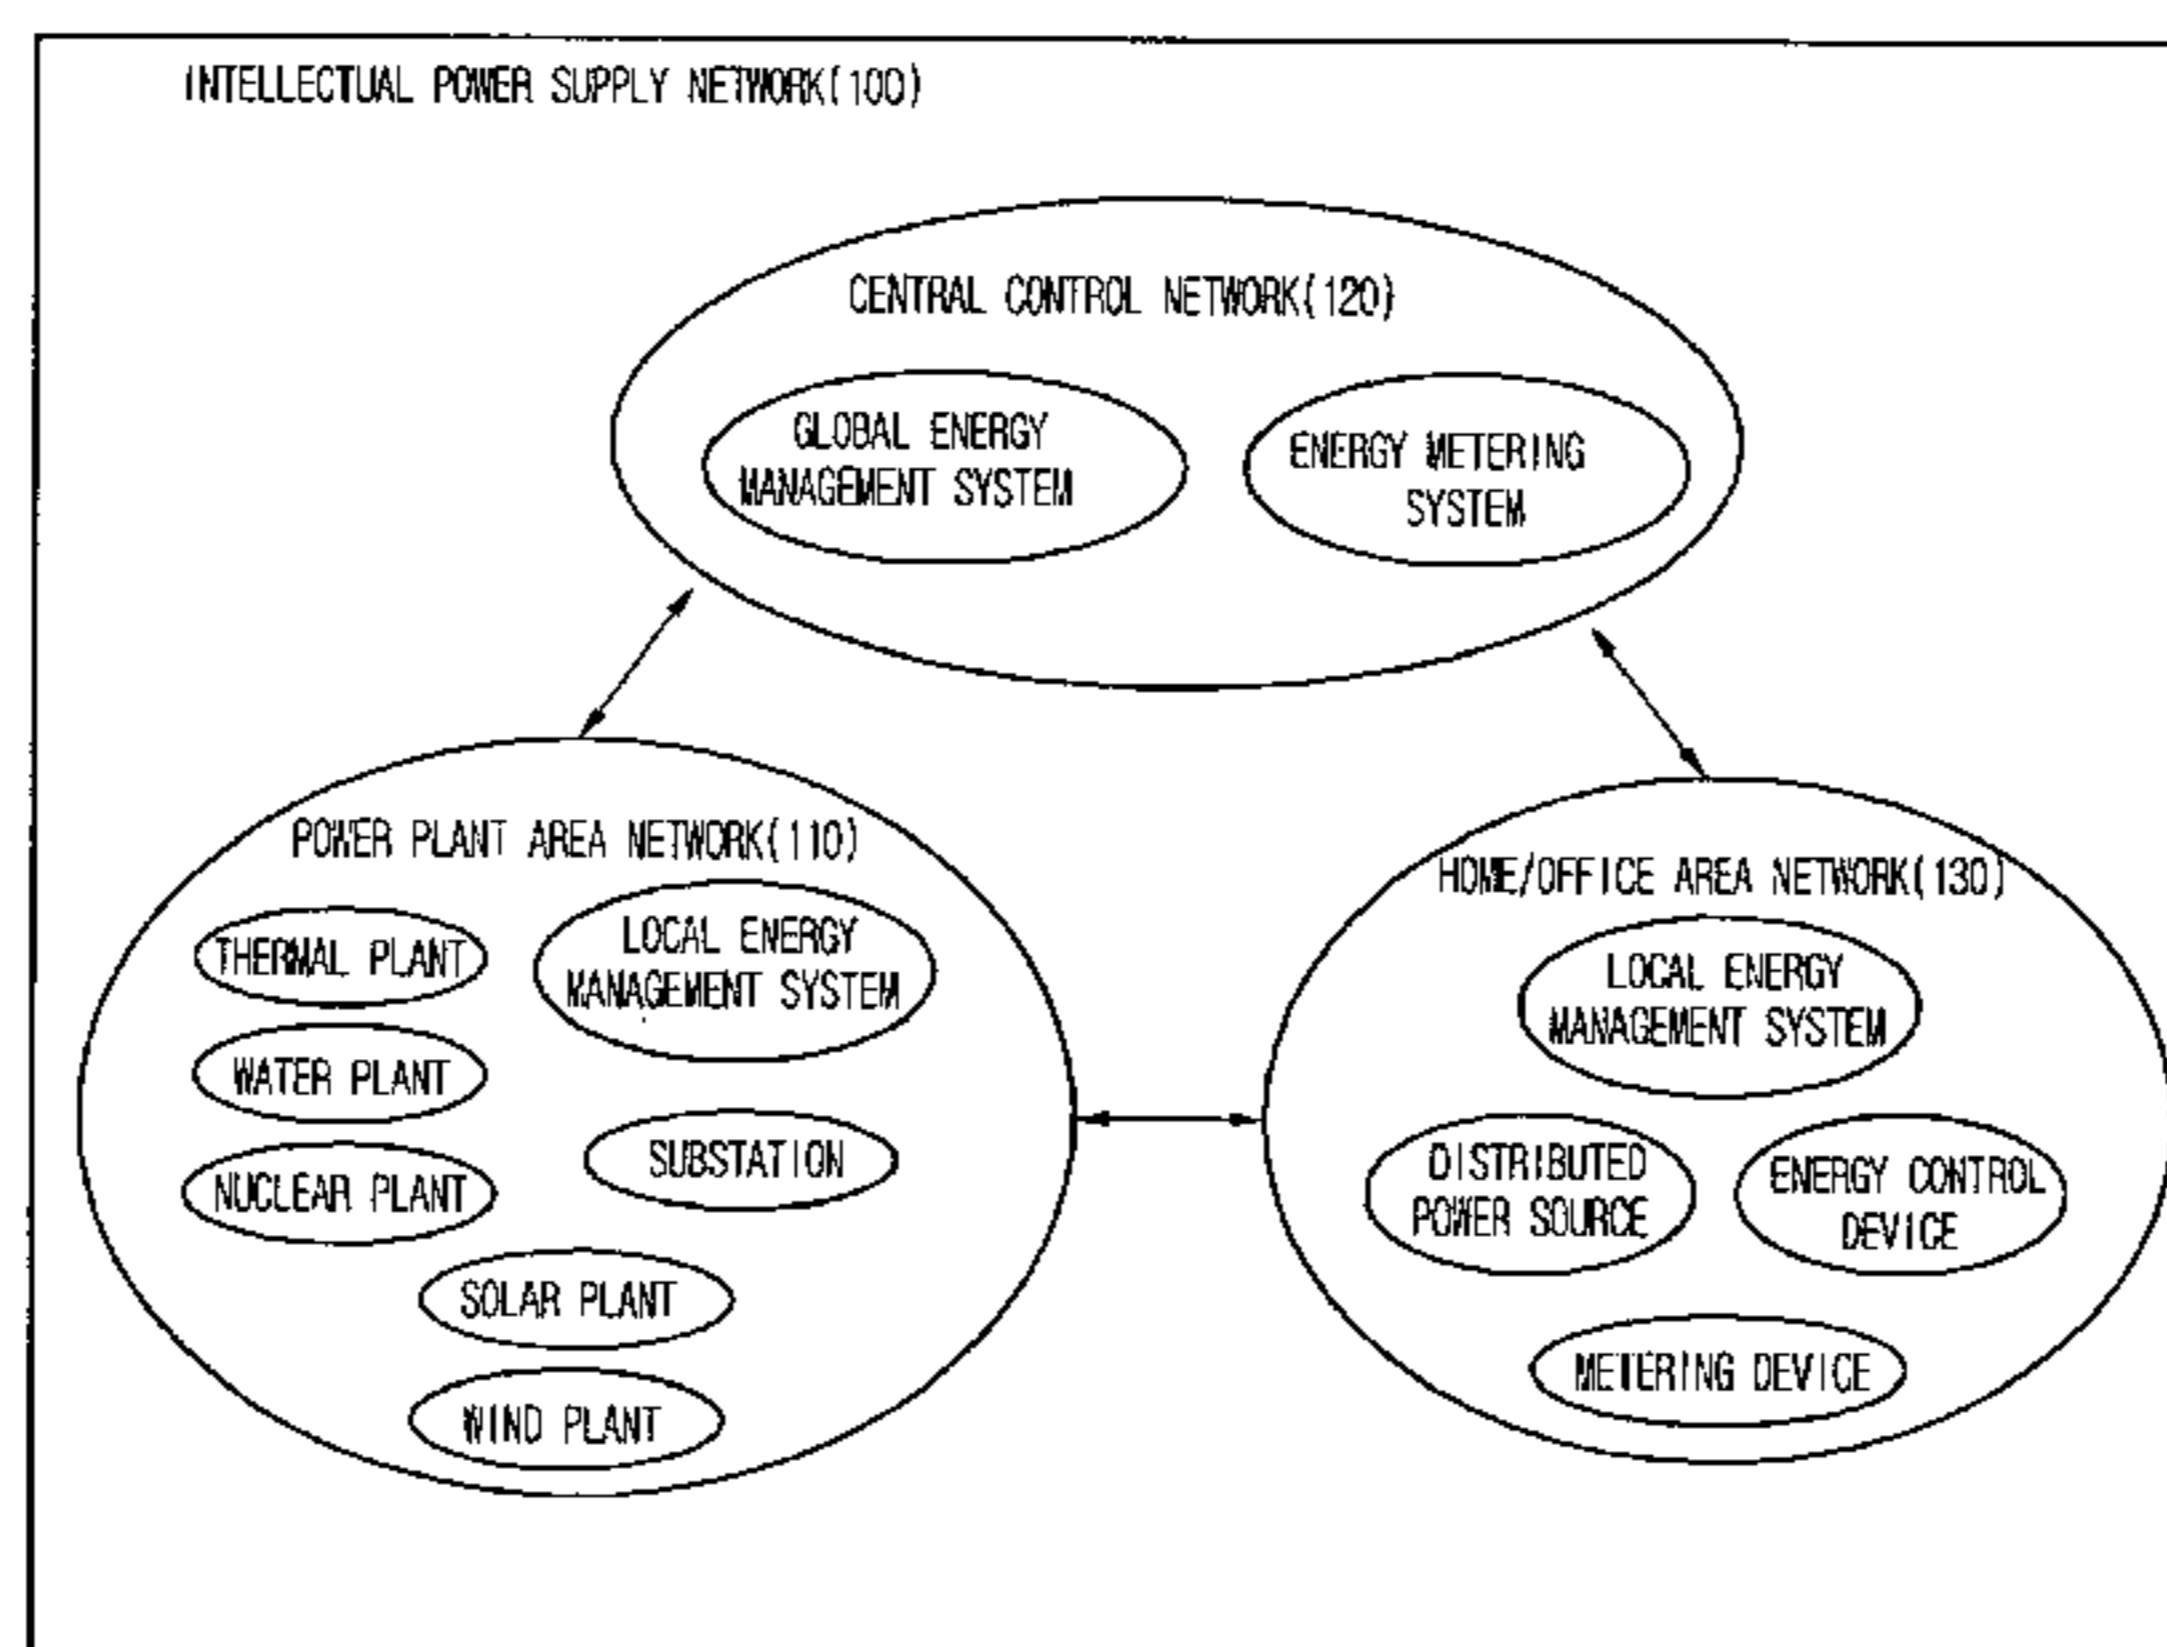 INTELLECTUAL POWER SUPPLY NETWORK(100)
CENTRAL CONTROL NETWORK(120)
GLOBAL ENERGY
MANAGEMENT SYSTEM
ENERGY METERING
SYSTEM
POWER PLANT AREA NETWORK(110)
THERMAL PLANT
LOCAL ENERGY
MANAGEMENT SYSTEM
WATER PLANT
SUBSTATION
NUCLEAR PLANT
SOLAR PLANT
WIND PLANT
HOME/OFFICE AREA NETWORK(130)
LOCAL ENERGY
MANAGEMENT SYSTEM
DISTRIBUTED
POWER SOURCE
ENERGY CONTROL
DEVICE
METERING DEVICE